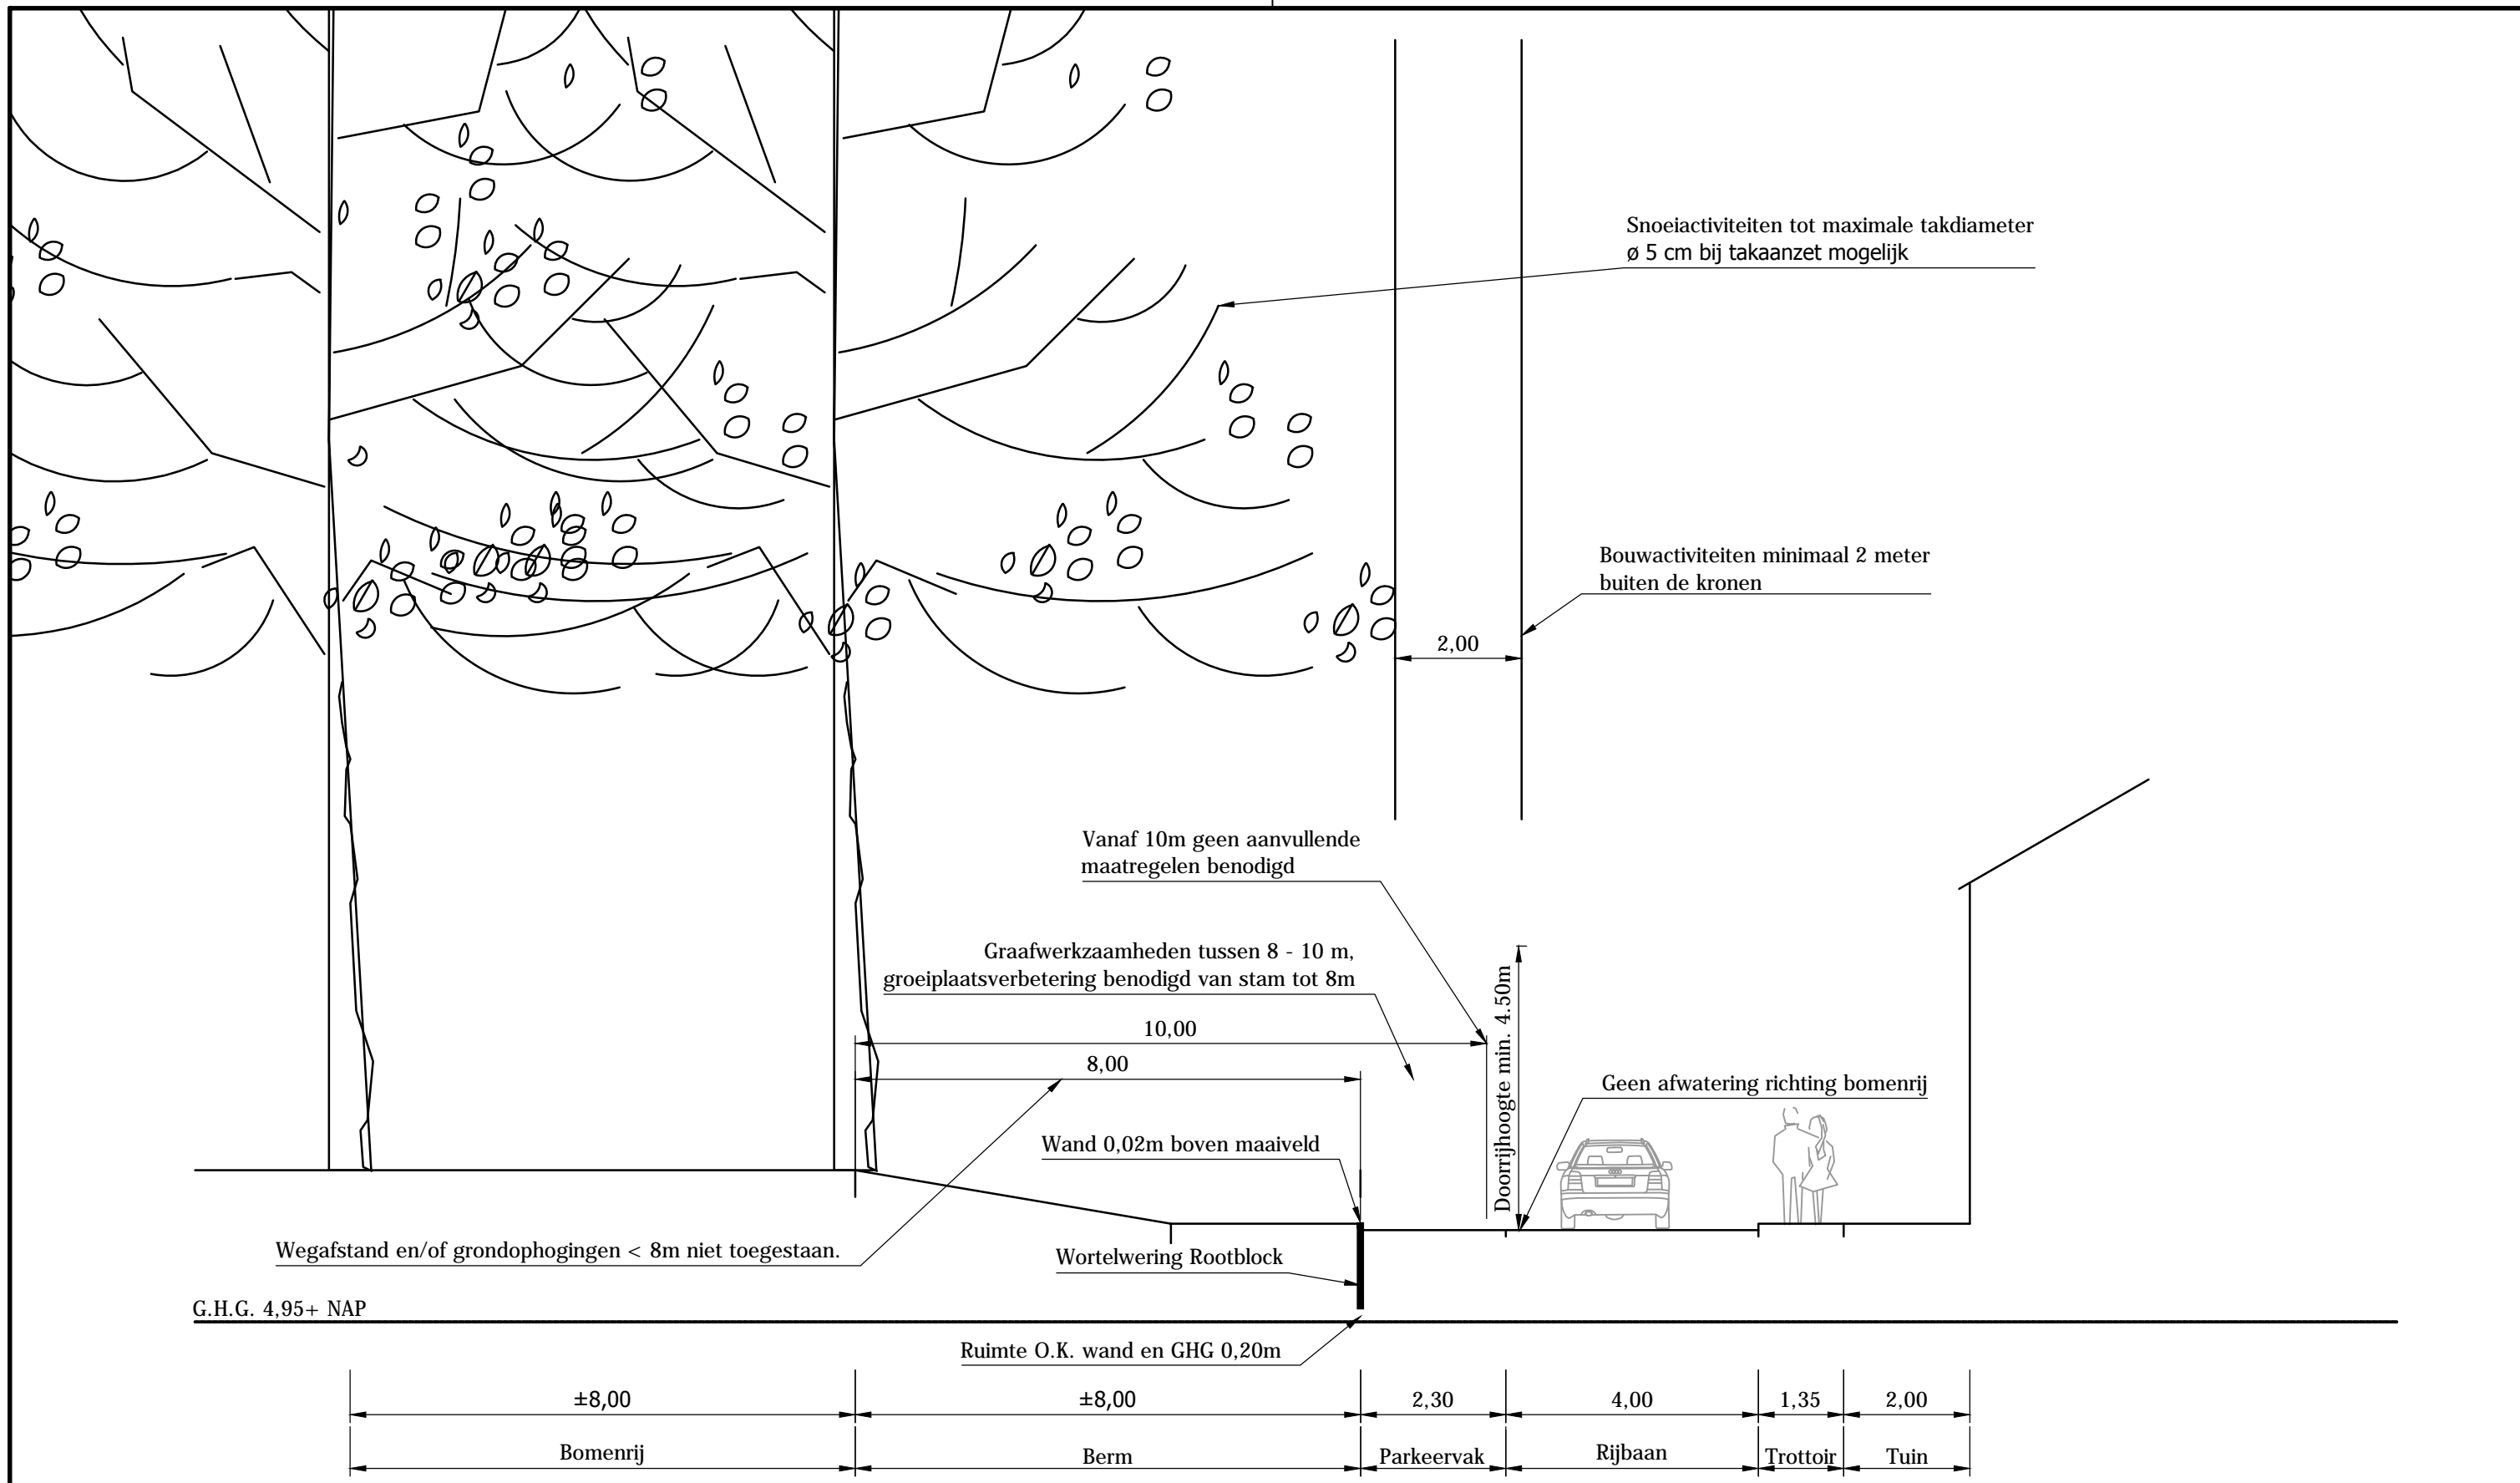 Snoeiactiviteiten tot maximale takdiameter
ø 5 cm bij takaanzet mogelijk
Bouwactiviteiten minimaal 2 meter
buiten de kronen
2,00
Vanaf 10m geen aanvullende
maatregelen benodigd
Graafwerkzaamheden tussen 8 - 10 m,
groeiplaatsverbetering benodigd van stam tot 8m
Doorrijhoogte min. 4.50m
10,00
8,00
Geen afwatering richting bomenrij
Wand 0,02m boven maaiveld
Wegafstand en/of grondophogingen < 8m niet toegestaan.
Wortelwering Rootblock
G.H.G. 4,95+ NAP
Ruimte O.K. wand en GHG 0,20m
±8,00 ±8,00 2,30 4,00 1,35 2,00
Bomenrij Berm Parkeervak Rijbaan Trottoir Tuin